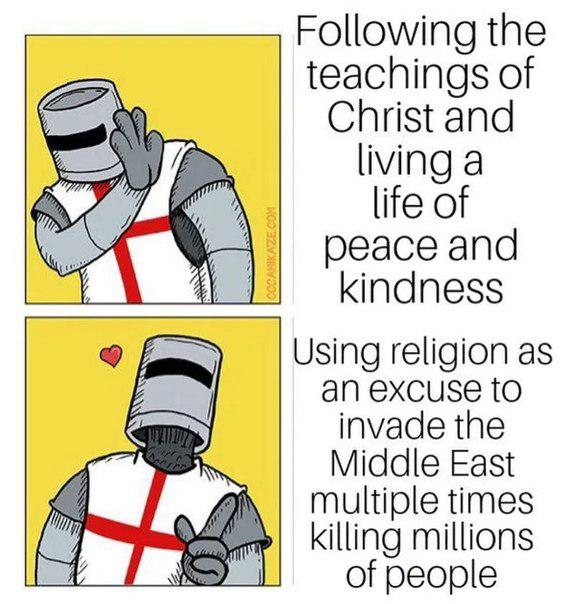 Following the
teachings of
Christ and
living a
life of
peace and
kindness
COCAMIKAZE.COM
Using religion as
an excuse to
invade the
Middle East
multiple times
killing millions
of people